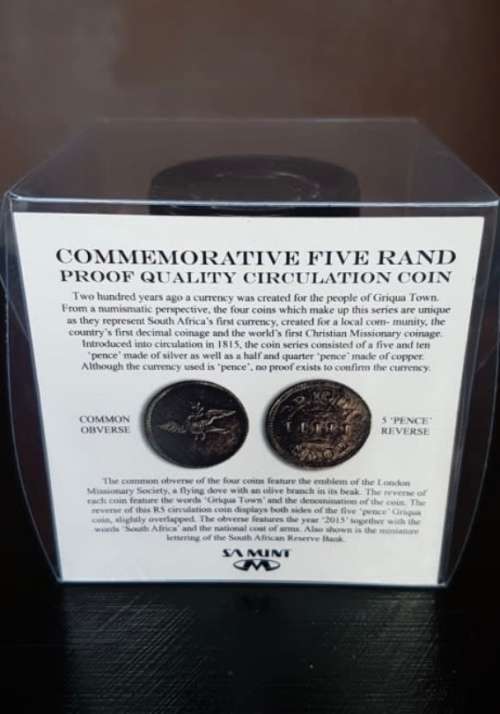 COMMEMORATIVE FIVE RAND
PROOF QUALITY CIRCULATION COIN
Two hundred years ago a currency was created for the people of Griqua Town.
From a numismatic perspective, the four coins which make up this series are unique
as they represent South Africa's first currency, created for a local com- munity, the
country's first decimal coinage and the world's first Christian Missionary coinage.
Introduced into circulation in 1815, the coin series consisted of a five and ten
'pence' made of silver as well as a half and quarter 'pence' made of copper.
Although the currency used is 'pence', no proof exists to confirm the currency.
COMMON
OBVERSE
IIIII
5 'PENCE'
REVERSE
The common obverse of the four coins feature the emblem of the London
Missionary Society, a flying dove with an olive branch in its beak. The reverse of
each coin feature the words 'Griqua Town' and the denomination of the coin. The
reverse of this R5 circulation coin displays both sides of the five 'pence' Griqua
coin, slightly overlapped. The obverse features the year '2015' together with the
words 'South Africa' and the national coat of arms. Also shown is the miniature
lettering of the South African Reserve Bank.
SA MINT